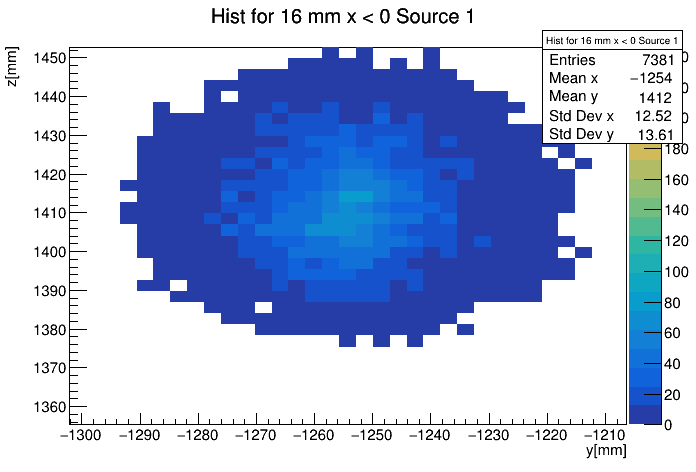 Hist for 16 mm x < 0 Source 1
Hist for 16 mm x < 0 Source 1
Entries 7381
Mean x −1254
Mean y 1412
Std Dev x 12.52
Std Dev y 13.61
z[mm]
1450
1440
1430
1420
1410
1400
1390
1380
1370
1360
−1300 −1290 −1280 −1270 −1260 −1250 −1240 −1230 −1220 −1210
y[mm]
180
160
140
120
100
80
60
40
20
0